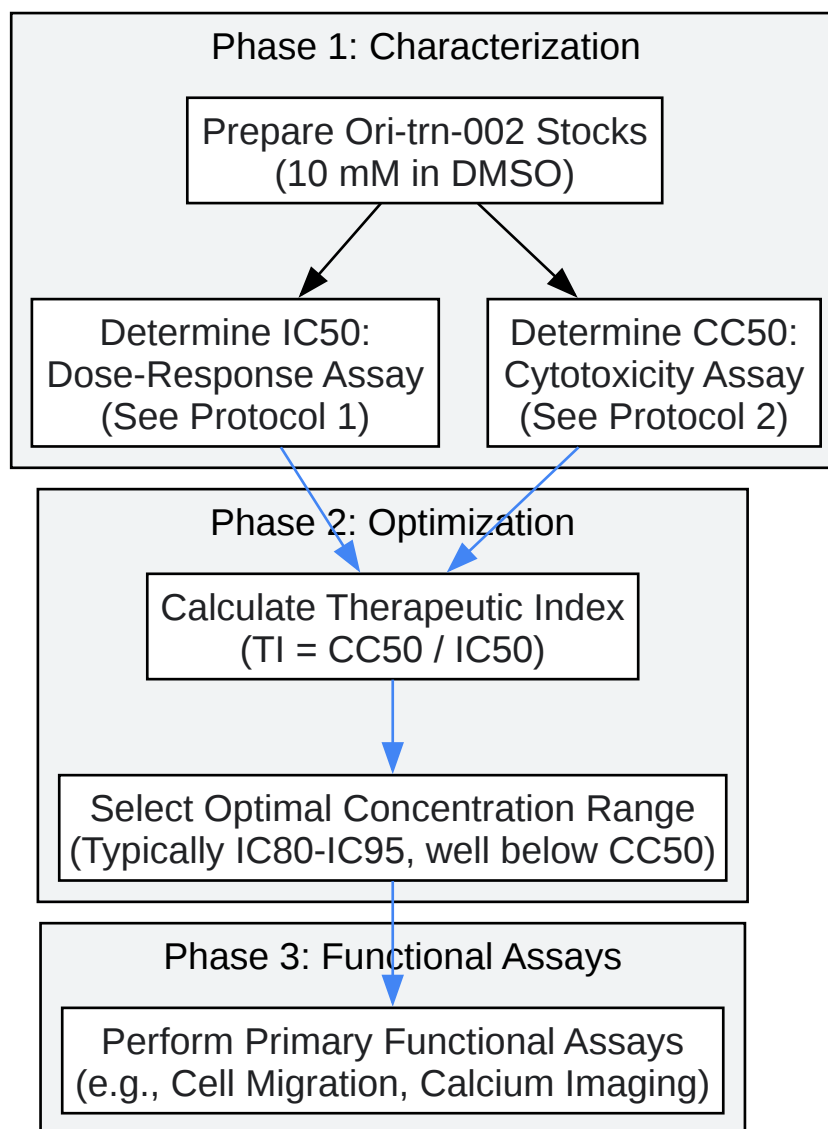 Phase 1: Characterization
Prepare Ori-trn-002 Stocks
(10 mM in DMSO)
Determine IC50:
Dose-Response Assay
(See Protocol 1)
Determine CC50:
Cytotoxicity Assay
(See Protocol 2)
Phase 2: Optimization
Calculate Therapeutic Index
(TI = CC50 / IC50)
Select Optimal Concentration Range
(Typically IC80-IC95, well below CC50)
Phase 3: Functional Assays
Perform Primary Functional Assays
(e.g., Cell Migration, Calcium Imaging)